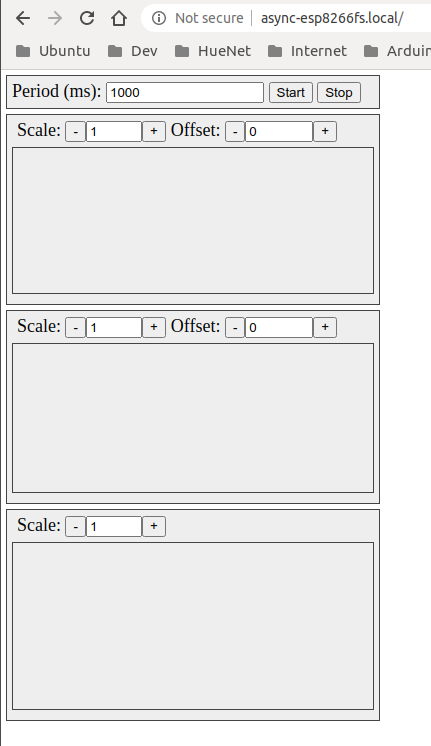 Not secure | async-esp8266fs.local/
Ubuntu Dev HueNet Internet Arduin
Period (ms): 1000 Start Stop
Scale: - 1 + Offset: - 0 +
Scale: - 1 + Offset: - 0 +
Scale: - 1 +